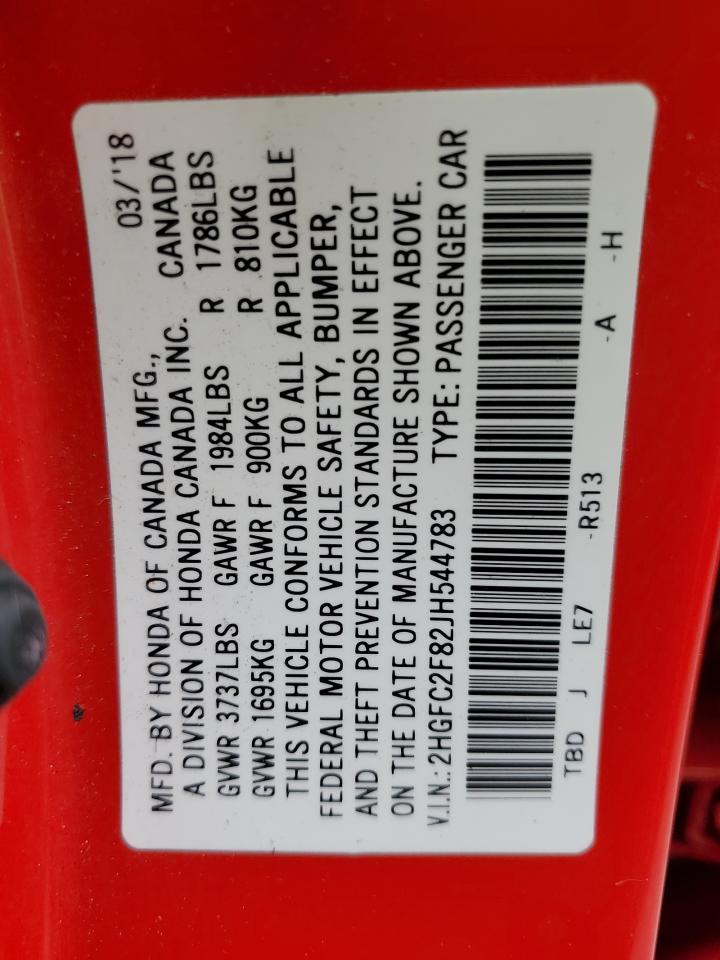 MFD. BY HONDA OF CANADA MFG., 03/'18
A DIVISION OF HONDA CANADA INC. CANADA
GVWR 3737LBS GAWR F 1984LBS R 1786LBS
GVWR 1695KG GAWR F 900KG R 810KG
THIS VEHICLE CONFORMS TO ALL APPLICABLE
FEDERAL MOTOR VEHICLE SAFETY, BUMPER,
AND THEFT PREVENTION STANDARDS IN EFFECT
ON THE DATE OF MANUFACTURE SHOWN ABOVE.
V.I.N.: 2HGFC2F82JH544783 TYPE: PASSENGER CAR
TBD J LE7 -R513 -A -H